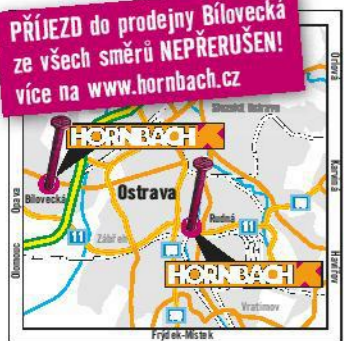 PŘÍJEZD do prodejny Bílovecká
ze všech směrů NEPŘERUŠEN!
více na www.hornbach.cz
Orlová
Slezská Ostrava
HORNBACH
Opava
Bílovecká
Ostrava
Karviná
Rudná
11
Zábřeh
11
Olomouc
HORNBACH
Havířov
Vratimov
Frýdek-Místek